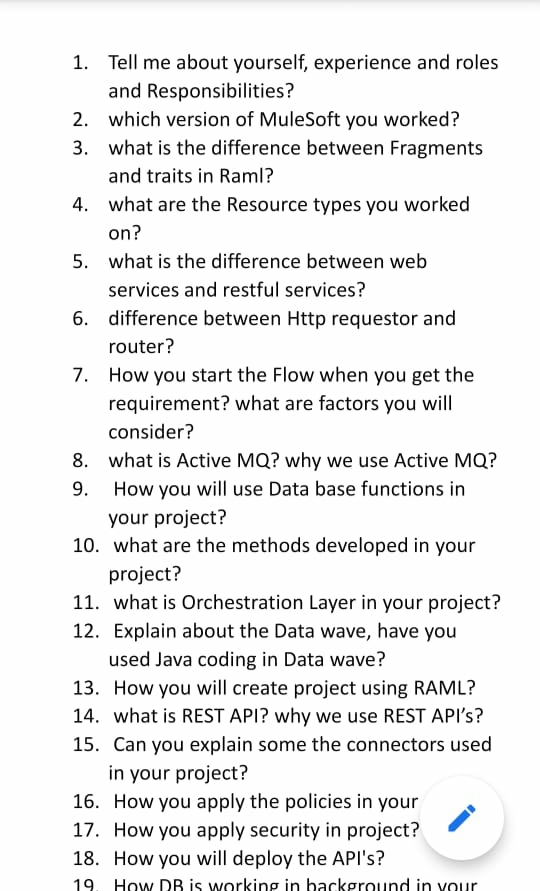 1. Tell me about yourself, experience and roles
and Responsibilities?
2. which version of MuleSoft you worked?
3. what is the difference between Fragments
and traits in Raml?
4. what are the Resource types you worked
on?
5. what is the difference between web
services and restful services?
6. difference between Http requestor and
router?
7. How you start the Flow when you get the
requirement? what are factors you will
consider?
8. what is Active MQ? why we use Active MQ?
9. How you will use Data base functions in
your project?
10. what are the methods developed in your
project?
11. what is Orchestration Layer in your project?
12. Explain about the Data wave, have you
used Java coding in Data wave?
13. How you will create project using RAML?
14. what is REST API? why we use REST API’s?
15. Can you explain some the connectors used
in your project?
16. How you apply the policies in your
17. How you apply security in project?
18. How you will deploy the API's?
19. How DB is working in background in your